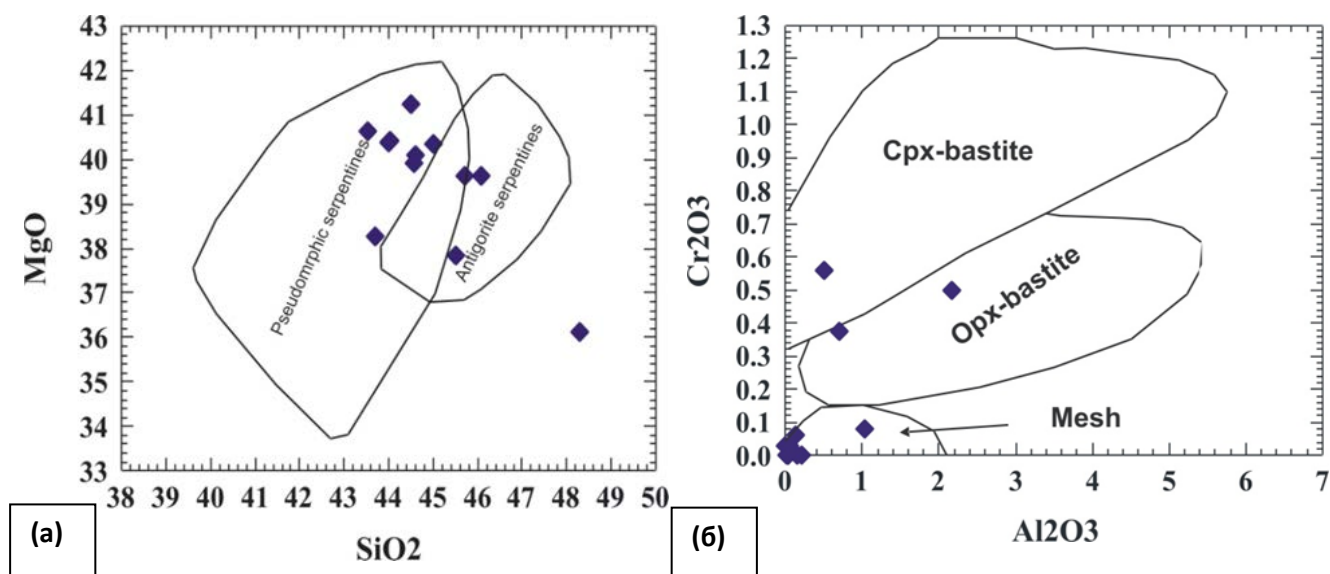 43
42
41
40
39
38
37
36
35
34
33
MgO
Pseudomrphic serpentines
Antigorite serpentines
38 39 40 41 42 43 44 45 46 47 48 49 50
SiO2
(а)
1.3
1.2
1.1
1.0
0.9
0.8
0.7
0.6
0.5
0.4
0.3
0.2
0.1
0.0
Cr2O3
Cpx-bastite
Opx-bastite
Mesh
0 1 2 3 4 5 6 7
Al2O3
(б)